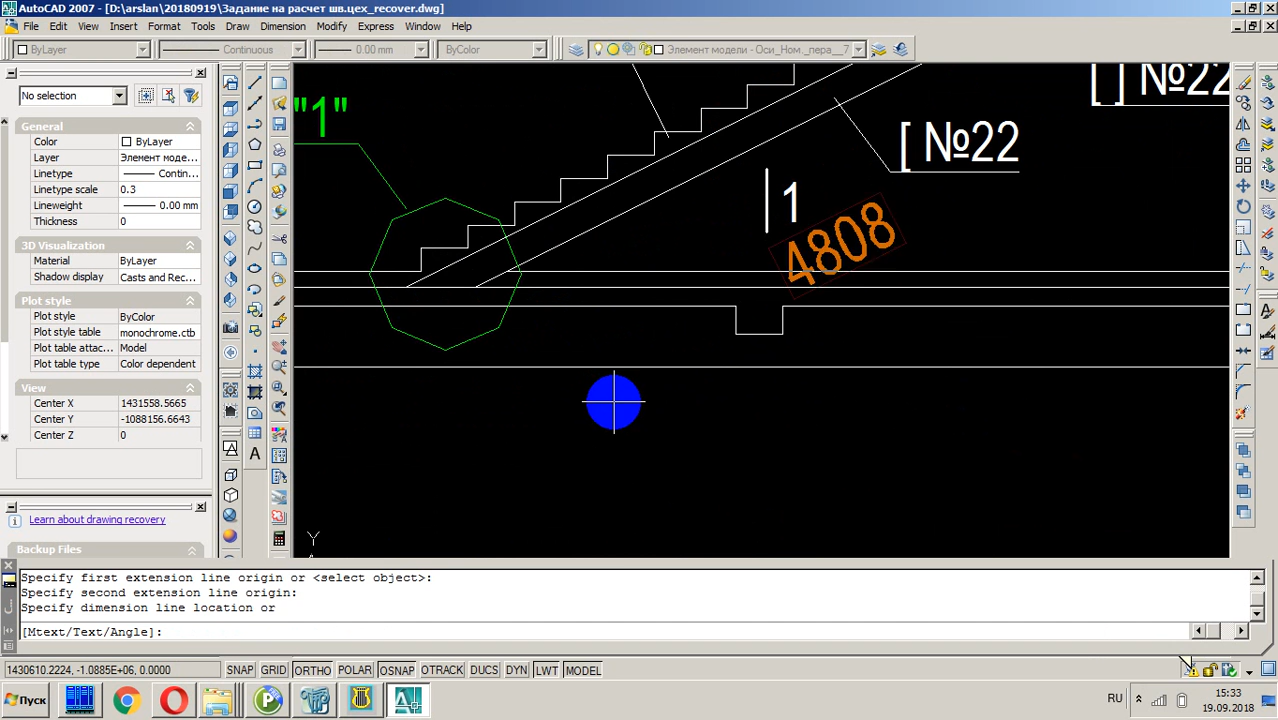 AutoCAD 2007 - [D:\arslan\20180919\Задание на расчет шв.цех_recover.dwg]
File Edit View Insert Format Tools Draw Dimension Modify Express Window Help
ByLayer Continuous 0.00 mm ByColor Элемент модели - Оси_Ном._пера__7
No selection
General
Color ByLayer
Layer Элемент моде...
Linetype Contin...
Linetype scale 0.3
Lineweight 0.00 mm
Thickness 0
3D Visualization
Material ByLayer
Shadow display Casts and Rec...
Plot style
Plot style ByColor
Plot style table monochrome.ctb
Plot table attac... Model
Plot table type Color dependent
View
Center X 1431558.5665
Center Y -1088156.6643
Center Z 0
Learn about drawing recovery
Backup Files
"1"
[ ] №22
[ №22
1
4808
Y
Specify first extension line origin or <select object>:
Specify second extension line origin:
Specify dimension line location or
[Mtext/Text/Angle]:
1430610.2224, -1.0885E+06, 0.0000 SNAP GRID ORTHO POLAR OSNAP OTRACK DUCS DYN LWT MODEL
Пуск RU 15:33
19.09.2018